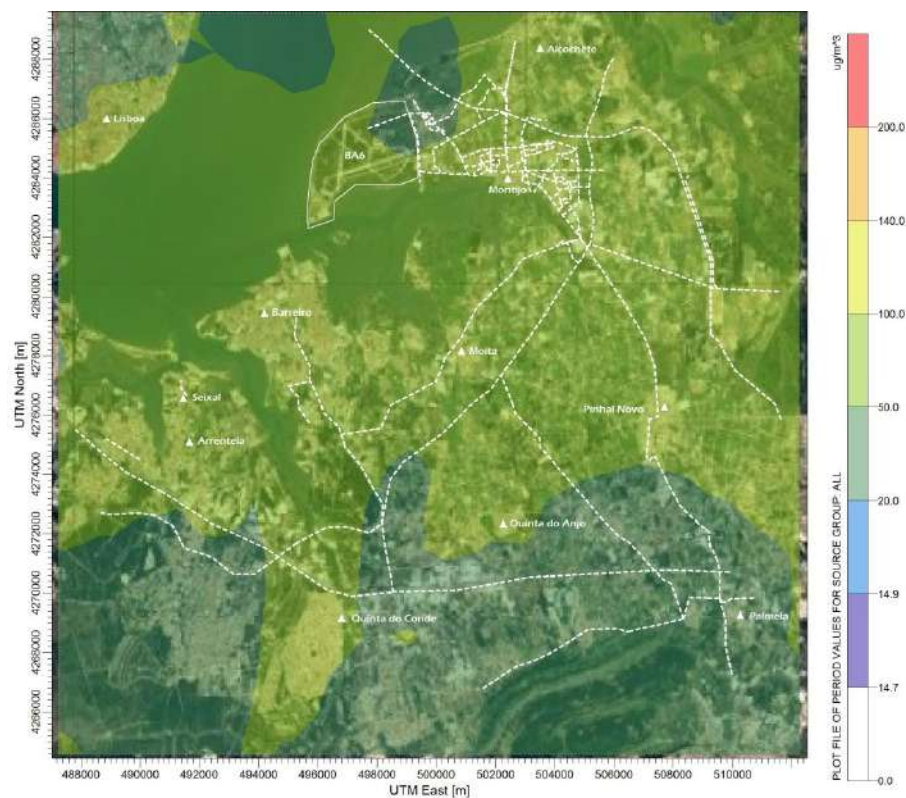 ug/m^3
Alcochete
Lisboa
BA6
Montijo
Barreiro
Moita
Seixal
Pinhal Novo
Arrentela
Quinta do Anjo
Quinta do Conde
Palmela
200.0
140.0
100.0
50.0
20.0
14.9
14.7
0.0
PLOT FILE OF PERIOD VALUES FOR SOURCE GROUP: ALL
UTM North [m]
4288000
4286000
4284000
4282000
4280000
4278000
4276000
4274000
4272000
4270000
4268000
4266000
488000 490000 492000 494000 496000 498000 500000 502000 504000 506000 508000 510000
UTM East [m]